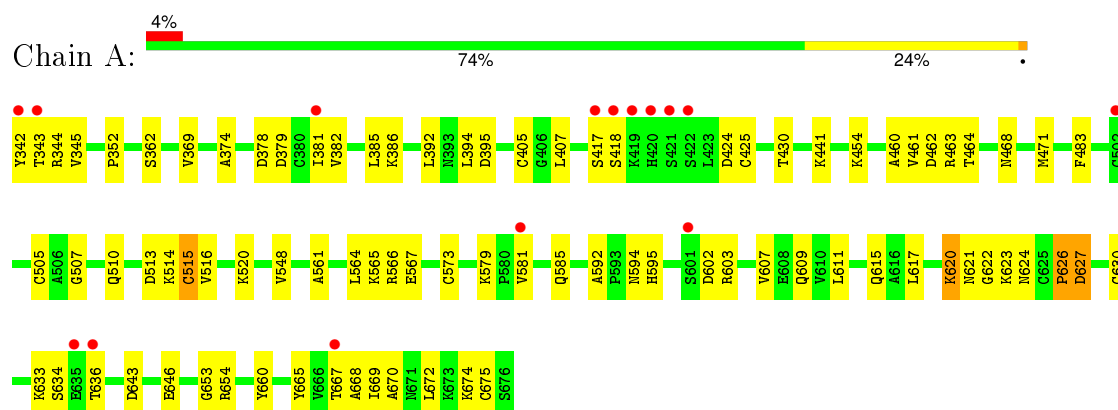 4%
Chain A:
74% 24% •
Y342 T343 R344 V345 P352 S362 V369 A374 D378 D379 C380 I381 V382 L385 K386 L392 N393 L394 D395 C405 G406 L407 S417 S418 K419 H420 S421 S422 L423 D424 C425 T430 K441 K454 A460 V461 D462 R463 T464 N468 M471 F483
C505 A506 G507 Q510 D513 K514 C515 V516 K520 V548 A561 L564 K565 R566 E567 C573 K579 P580 V581 Q585 A592 P593 N594 H595 S601 D602 R603 V607 E608 Q609 V610 L611 Q615 A616 L617 K620 N621 G622 K623 N624 C625 P626 D627
K633 S634 E635 T636 D643 E646 G653 R654 Y660 Y665 V666 T667 A668 I669 A670 N671 L672 K673 K674 C675 S676